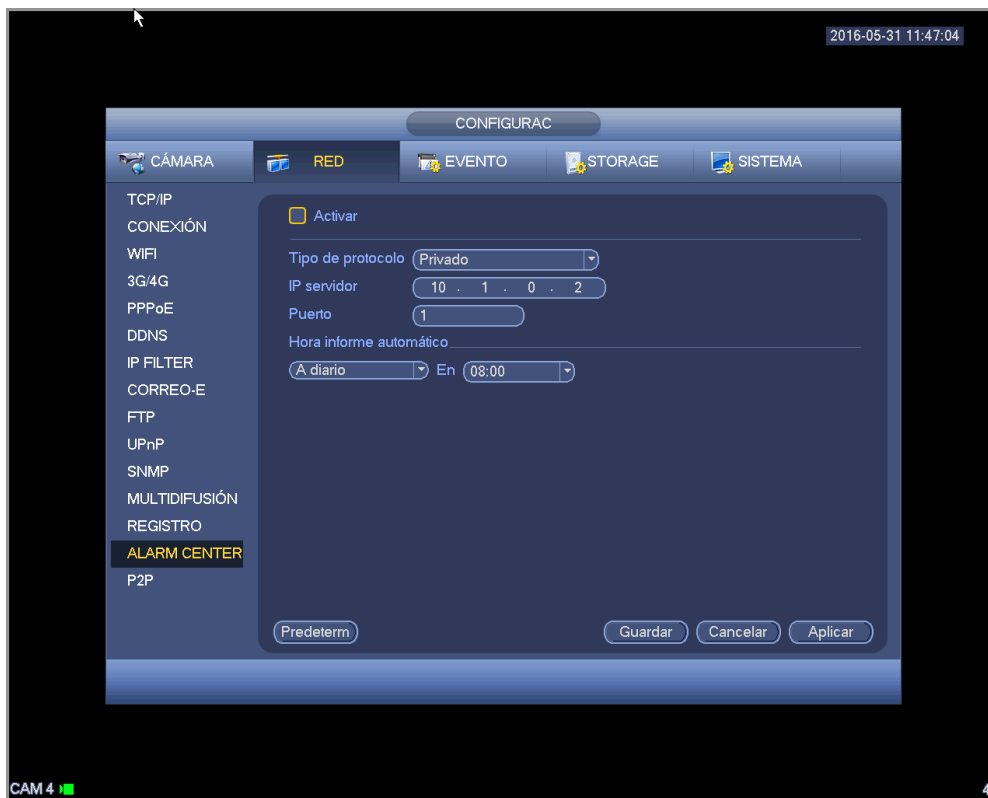 2016-05-31 11:47:04
CONFIGURAC
CÁMARA RED EVENTO STORAGE SISTEMA
TCP/IP
CONEXIÓN
WIFI
3G/4G
PPPoE
DDNS
IP FILTER
CORREO-E
FTP
UPnP
SNMP
MULTIDIFUSIÓN
REGISTRO
ALARM CENTER
P2P
Activar
Tipo de protocolo Privado
IP servidor 10 . 1 . 0 . 2
Puerto 1
Hora informe automático
A diario En 08:00
Predeterm Guardar Cancelar Aplicar
CAM 4